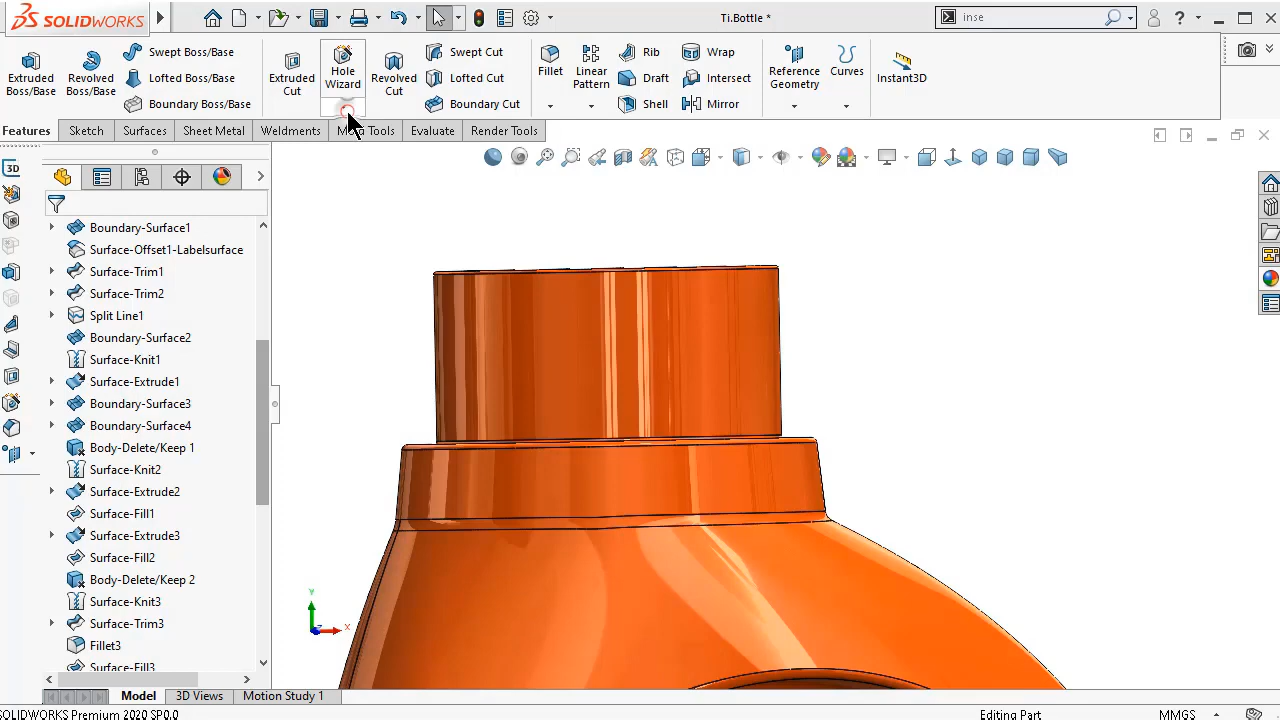 SOLIDWORKS
Ti.Bottle *
inse
?
Extruded Boss/Base
Revolved Boss/Base
Swept Boss/Base
Lofted Boss/Base
Boundary Boss/Base
Extruded Cut
Hole Wizard
Revolved Cut
Swept Cut
Lofted Cut
Boundary Cut
Fillet
Linear Pattern
Rib
Draft
Shell
Wrap
Intersect
Mirror
Reference Geometry
Curves
Instant3D
Features
Sketch
Surfaces
Sheet Metal
Weldments
Tools
Evaluate
Render Tools
3D
Boundary-Surface1
Surface-Offset1-Labelsurface
Surface-Trim1
Surface-Trim2
Split Line1
Boundary-Surface2
Surface-Knit1
Surface-Extrude1
Boundary-Surface3
Boundary-Surface4
Body-Delete/Keep 1
Surface-Knit2
Surface-Extrude2
Surface-Fill1
Surface-Extrude3
Surface-Fill2
Body-Delete/Keep 2
Surface-Knit3
Surface-Trim3
Fillet3
Surface-Fill3
Y
X
Model
3D Views
Motion Study 1
SOLIDWORKS Premium 2020 SP0.0
Editing Part
MMGS